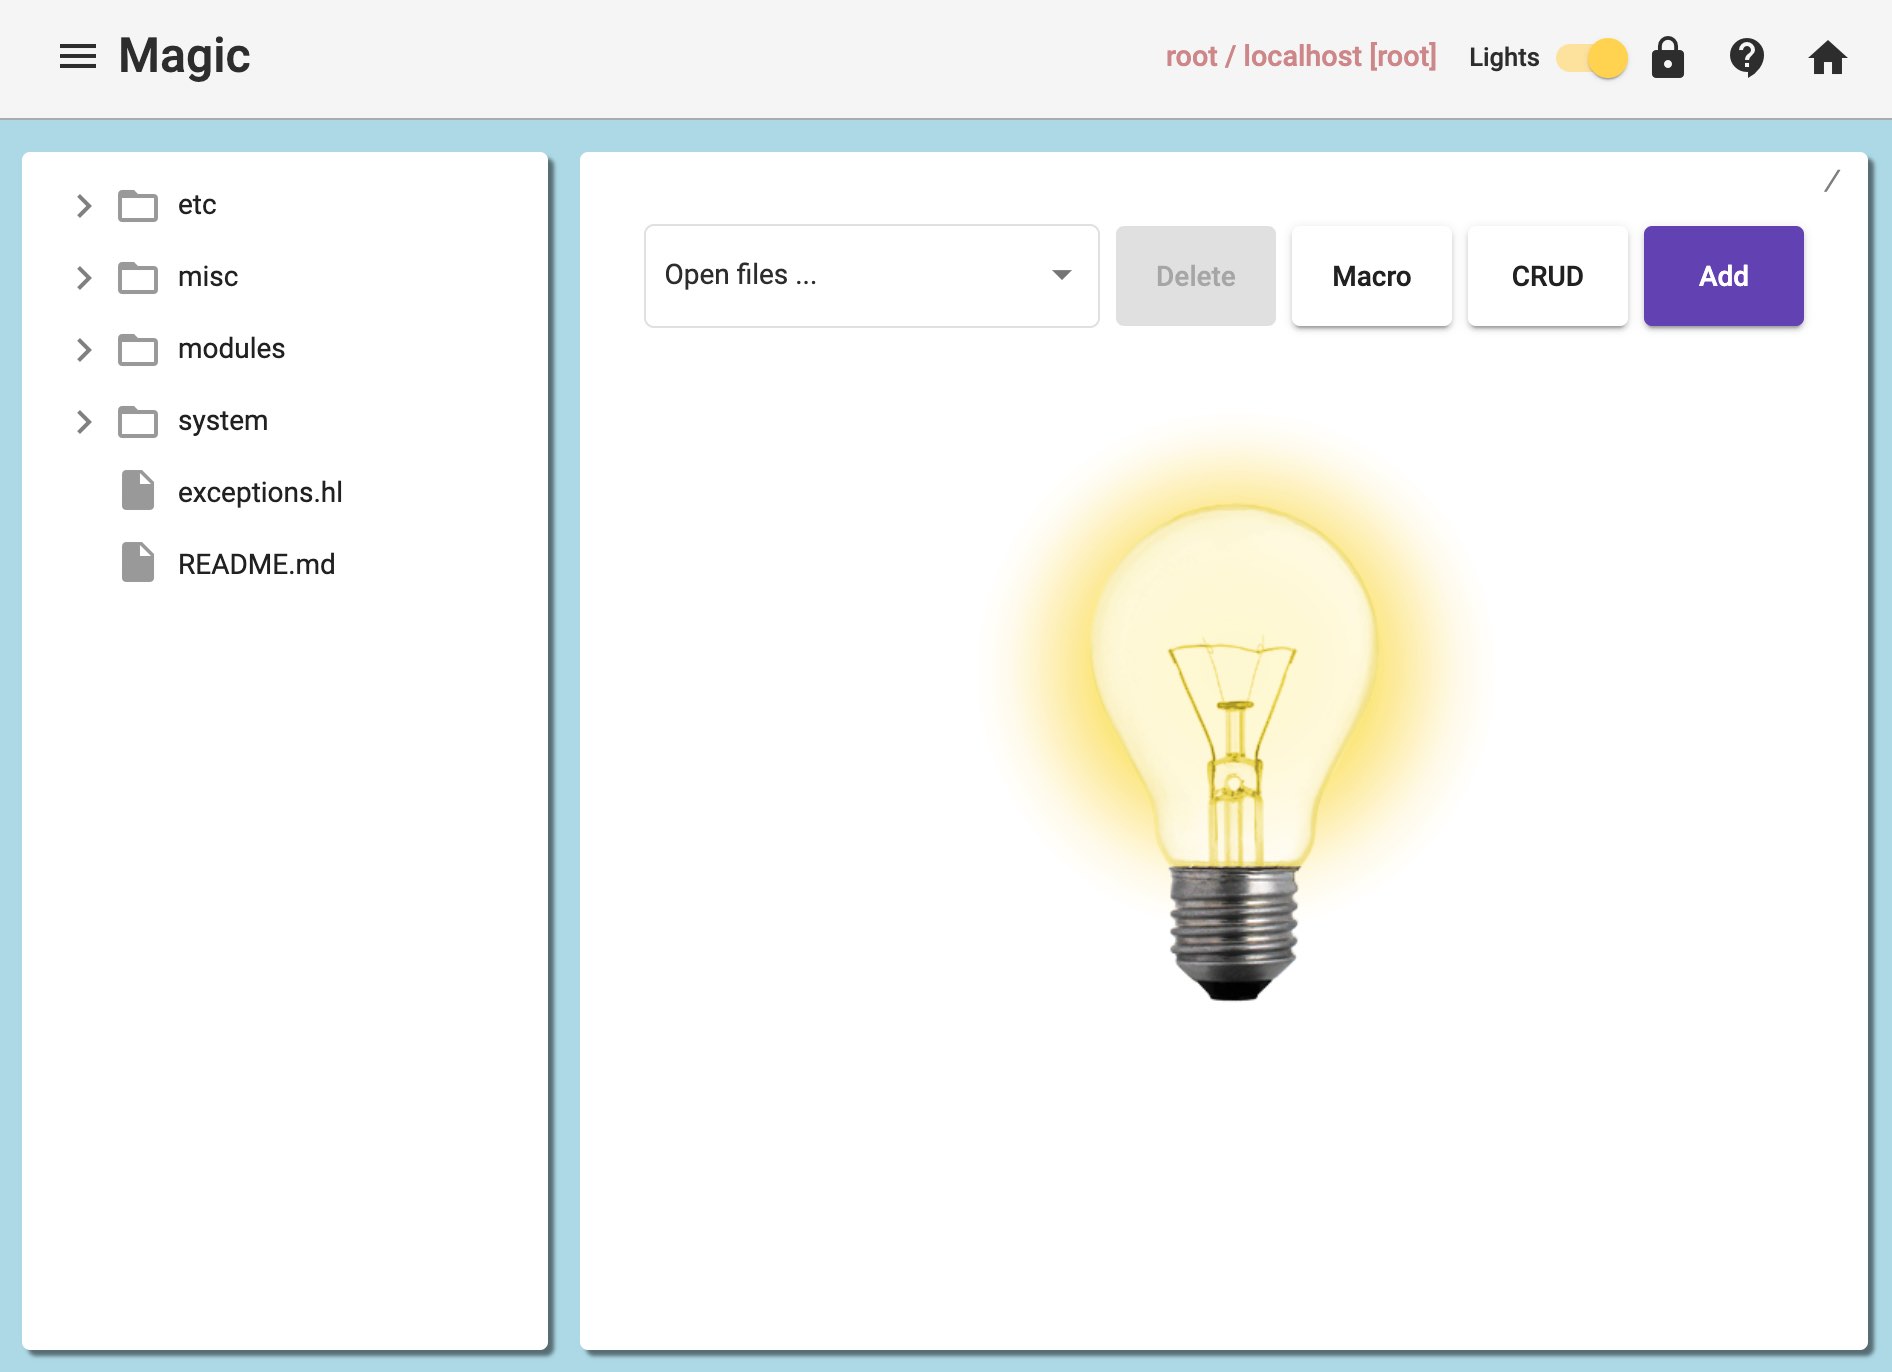 Magic
root / localhost [root]
Lights
etc
misc
modules
system
exceptions.hl
README.md
/
Open files ...
Delete
Macro
CRUD
Add